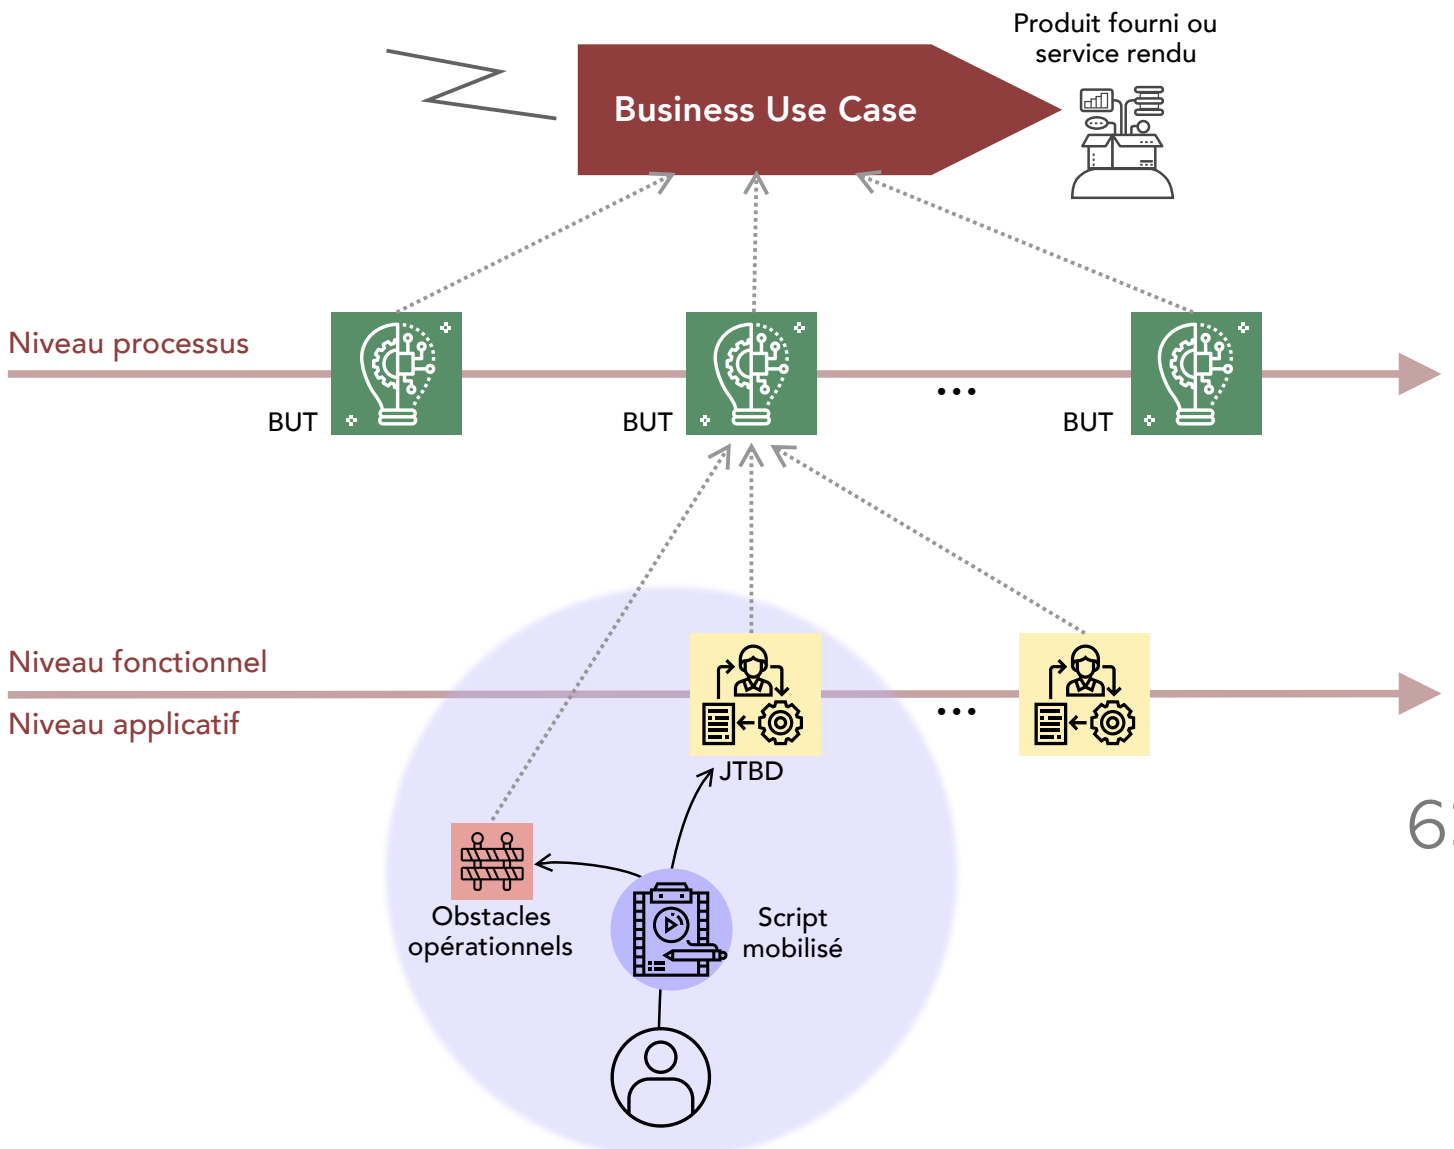 Produit fourni ou
service rendu
Business Use Case
Niveau processus
BUT
BUT
...
BUT
Niveau fonctionnel
Niveau applicatif
...
JTBD
Obstacles
opérationnels
Script
mobilisé